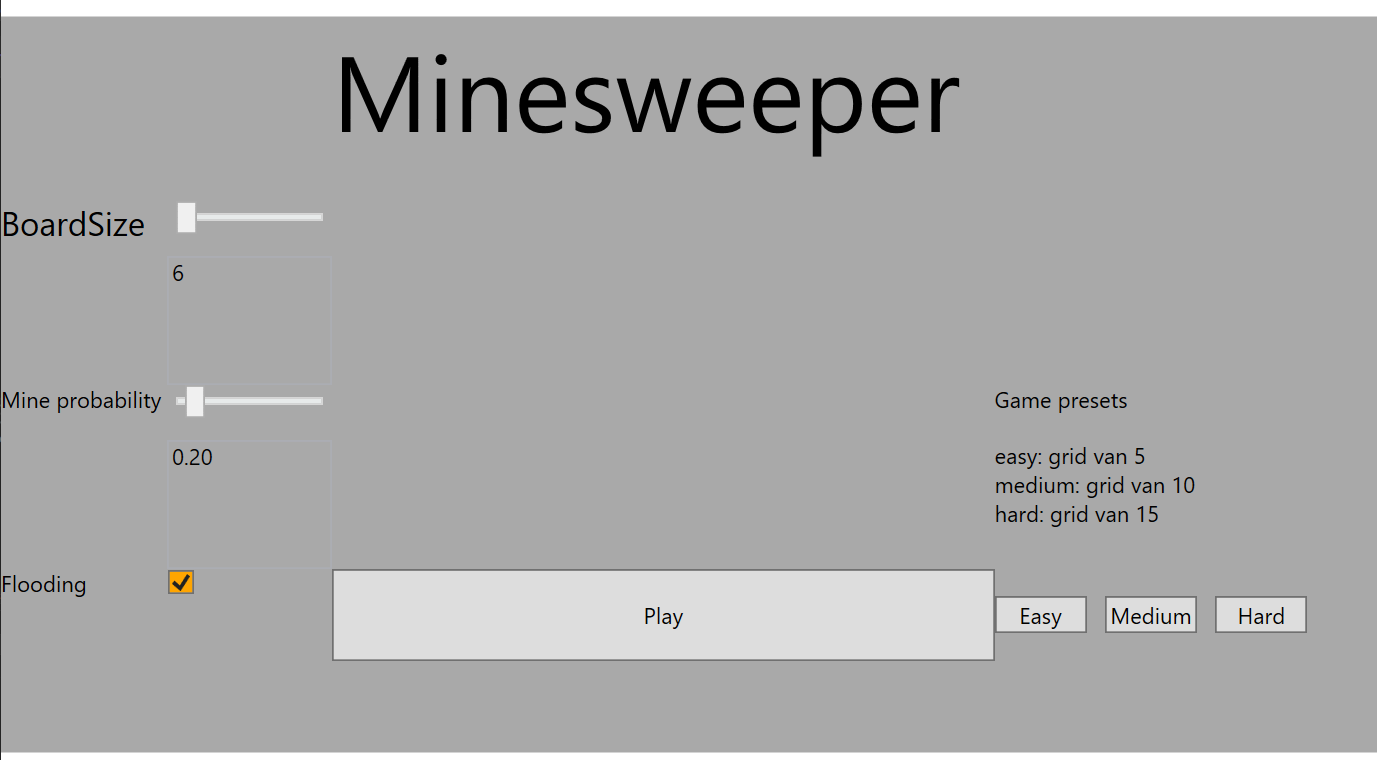 Minesweeper
BoardSize
6
Mine probability
0.20
Game presets
easy: grid van 5
medium: grid van 10
hard: grid van 15
Flooding
Play
Easy
Medium
Hard